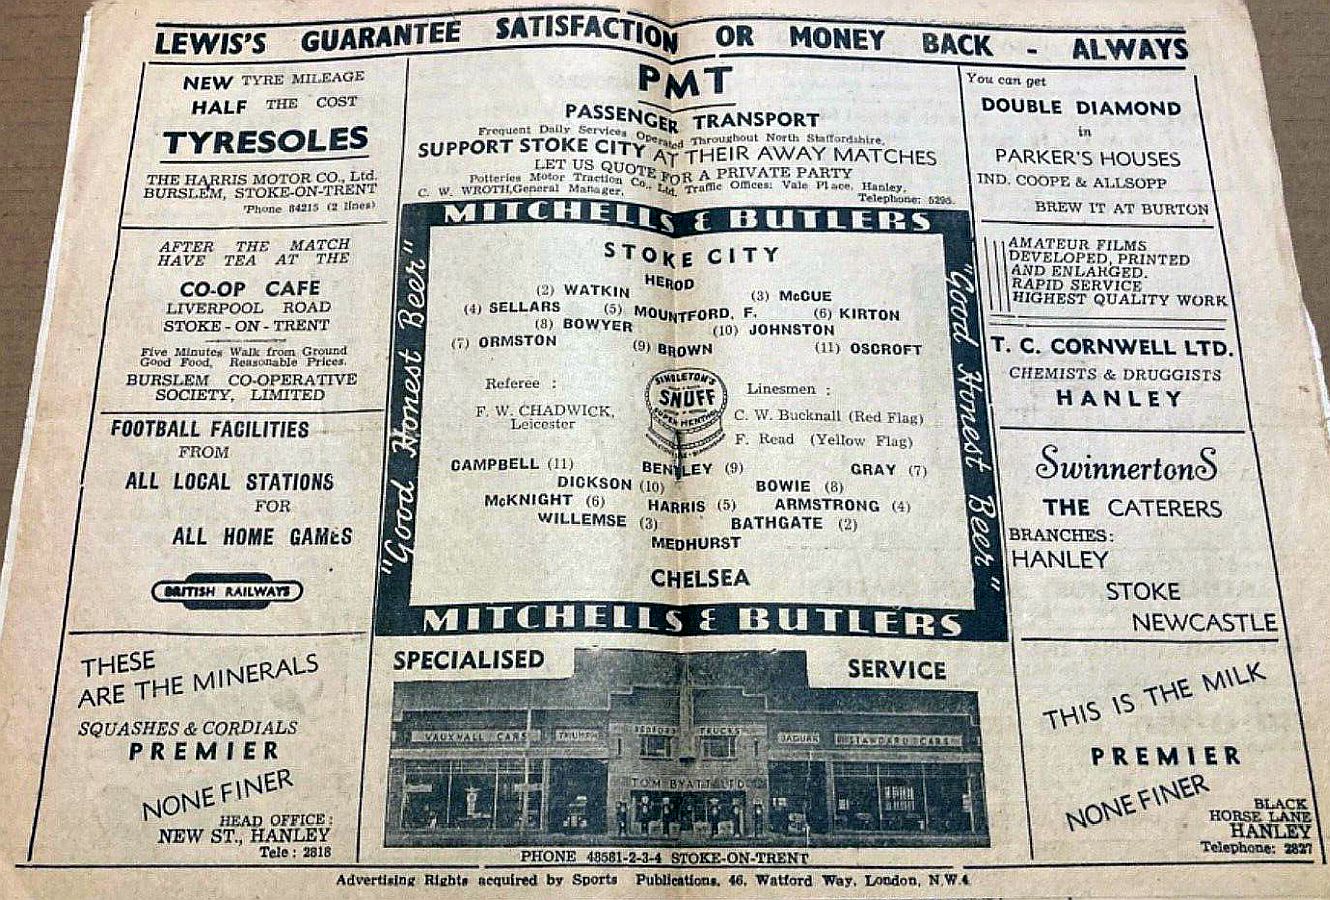 LEWIS'S GUARANTEE SATISFACTION OR MONEY BACK - ALWAYS
NEW TYRE MILEAGE
HALF THE COST
TYRESOLES
THE HARRIS MOTOR CO., Ltd.
BURSLEM, STOKE-ON-TRENT
'Phone 84215 (2 lines)
AFTER THE MATCH
HAVE TEA AT THE
CO-OP CAFE
LIVERPOOL ROAD
STOKE-ON-TRENT
Five Minutes Walk from Ground
Good Food, Reasonable Prices.
BURSLEM CO-OPERATIVE
SOCIETY, LIMITED
FOOTBALL FACILITIES
FROM
ALL LOCAL STATIONS
FOR
ALL HOME GAMES
BRITISH RAILWAYS
THESE
ARE THE MINERALS
SQUASHES & CORDIALS
PREMIER
NONE FINER
HEAD OFFICE:
NEW ST., HANLEY
Tele: 2818
PMT
PASSENGER TRANSPORT
Frequent Daily Services Operated Throughout North Staffordshire.
SUPPORT STOKE CITY AT THEIR AWAY MATCHES
LET US QUOTE FOR A PRIVATE PARTY
Potteries Motor Traction Co., Ltd. Traffic Offices: Vale Place, Hanley.
C. W. WROTH, General Manager. Telephone: 5295.
MITCHELLS & BUTLERS
"Good Honest Beer"
STOKE CITY
HEROD
(2) WATKIN (3) McCUE
(4) SELLARS (5) MOUNTFORD, F. (6) KIRTON
(8) BOWYER (10) JOHNSTON
(7) ORMSTON (9) BROWN (11) OSCROFT
Referee :
F. W. CHADWICK,
Leicester
SINGLETON'S
SNUFF
SUPER MENTHOL
Linesmen :
C. W. Bucknall (Red Flag)
F. Read (Yellow Flag)
CAMPBELL (11) BENTLEY (9) GRAY (7)
DICKSON (10) BOWIE (8)
McKNIGHT (6) HARRIS (5) ARMSTRONG (4)
WILLEMSE (3) BATHGATE (2)
MEDHURST
CHELSEA
"Good Honest Beer"
MITCHELLS & BUTLERS
SPECIALISED SERVICE
VAUXHALL CARS TRIUMPH BEDFORD TRUCKS JAGUAR STANDARD CARS
TOM BYATT LTD
PHONE 48581-2-3-4 STOKE-ON-TRENT
You can get
DOUBLE DIAMOND
in
PARKER'S HOUSES
IND. COOPE & ALLSOPP
BREW IT AT BURTON
AMATEUR FILMS
DEVELOPED, PRINTED
AND ENLARGED.
RAPID SERVICE
HIGHEST QUALITY WORK
T. C. CORNWELL LTD.
CHEMISTS & DRUGGISTS
HANLEY
SwinnertonS
THE CATERERS
BRANCHES:
HANLEY
STOKE
NEWCASTLE
THIS IS THE MILK
PREMIER
NONE FINER
BLACK
HORSE LANE
HANLEY
Telephone: 2827
Advertising Rights acquired by Sports Publications, 46, Watford Way, London, N.W.4